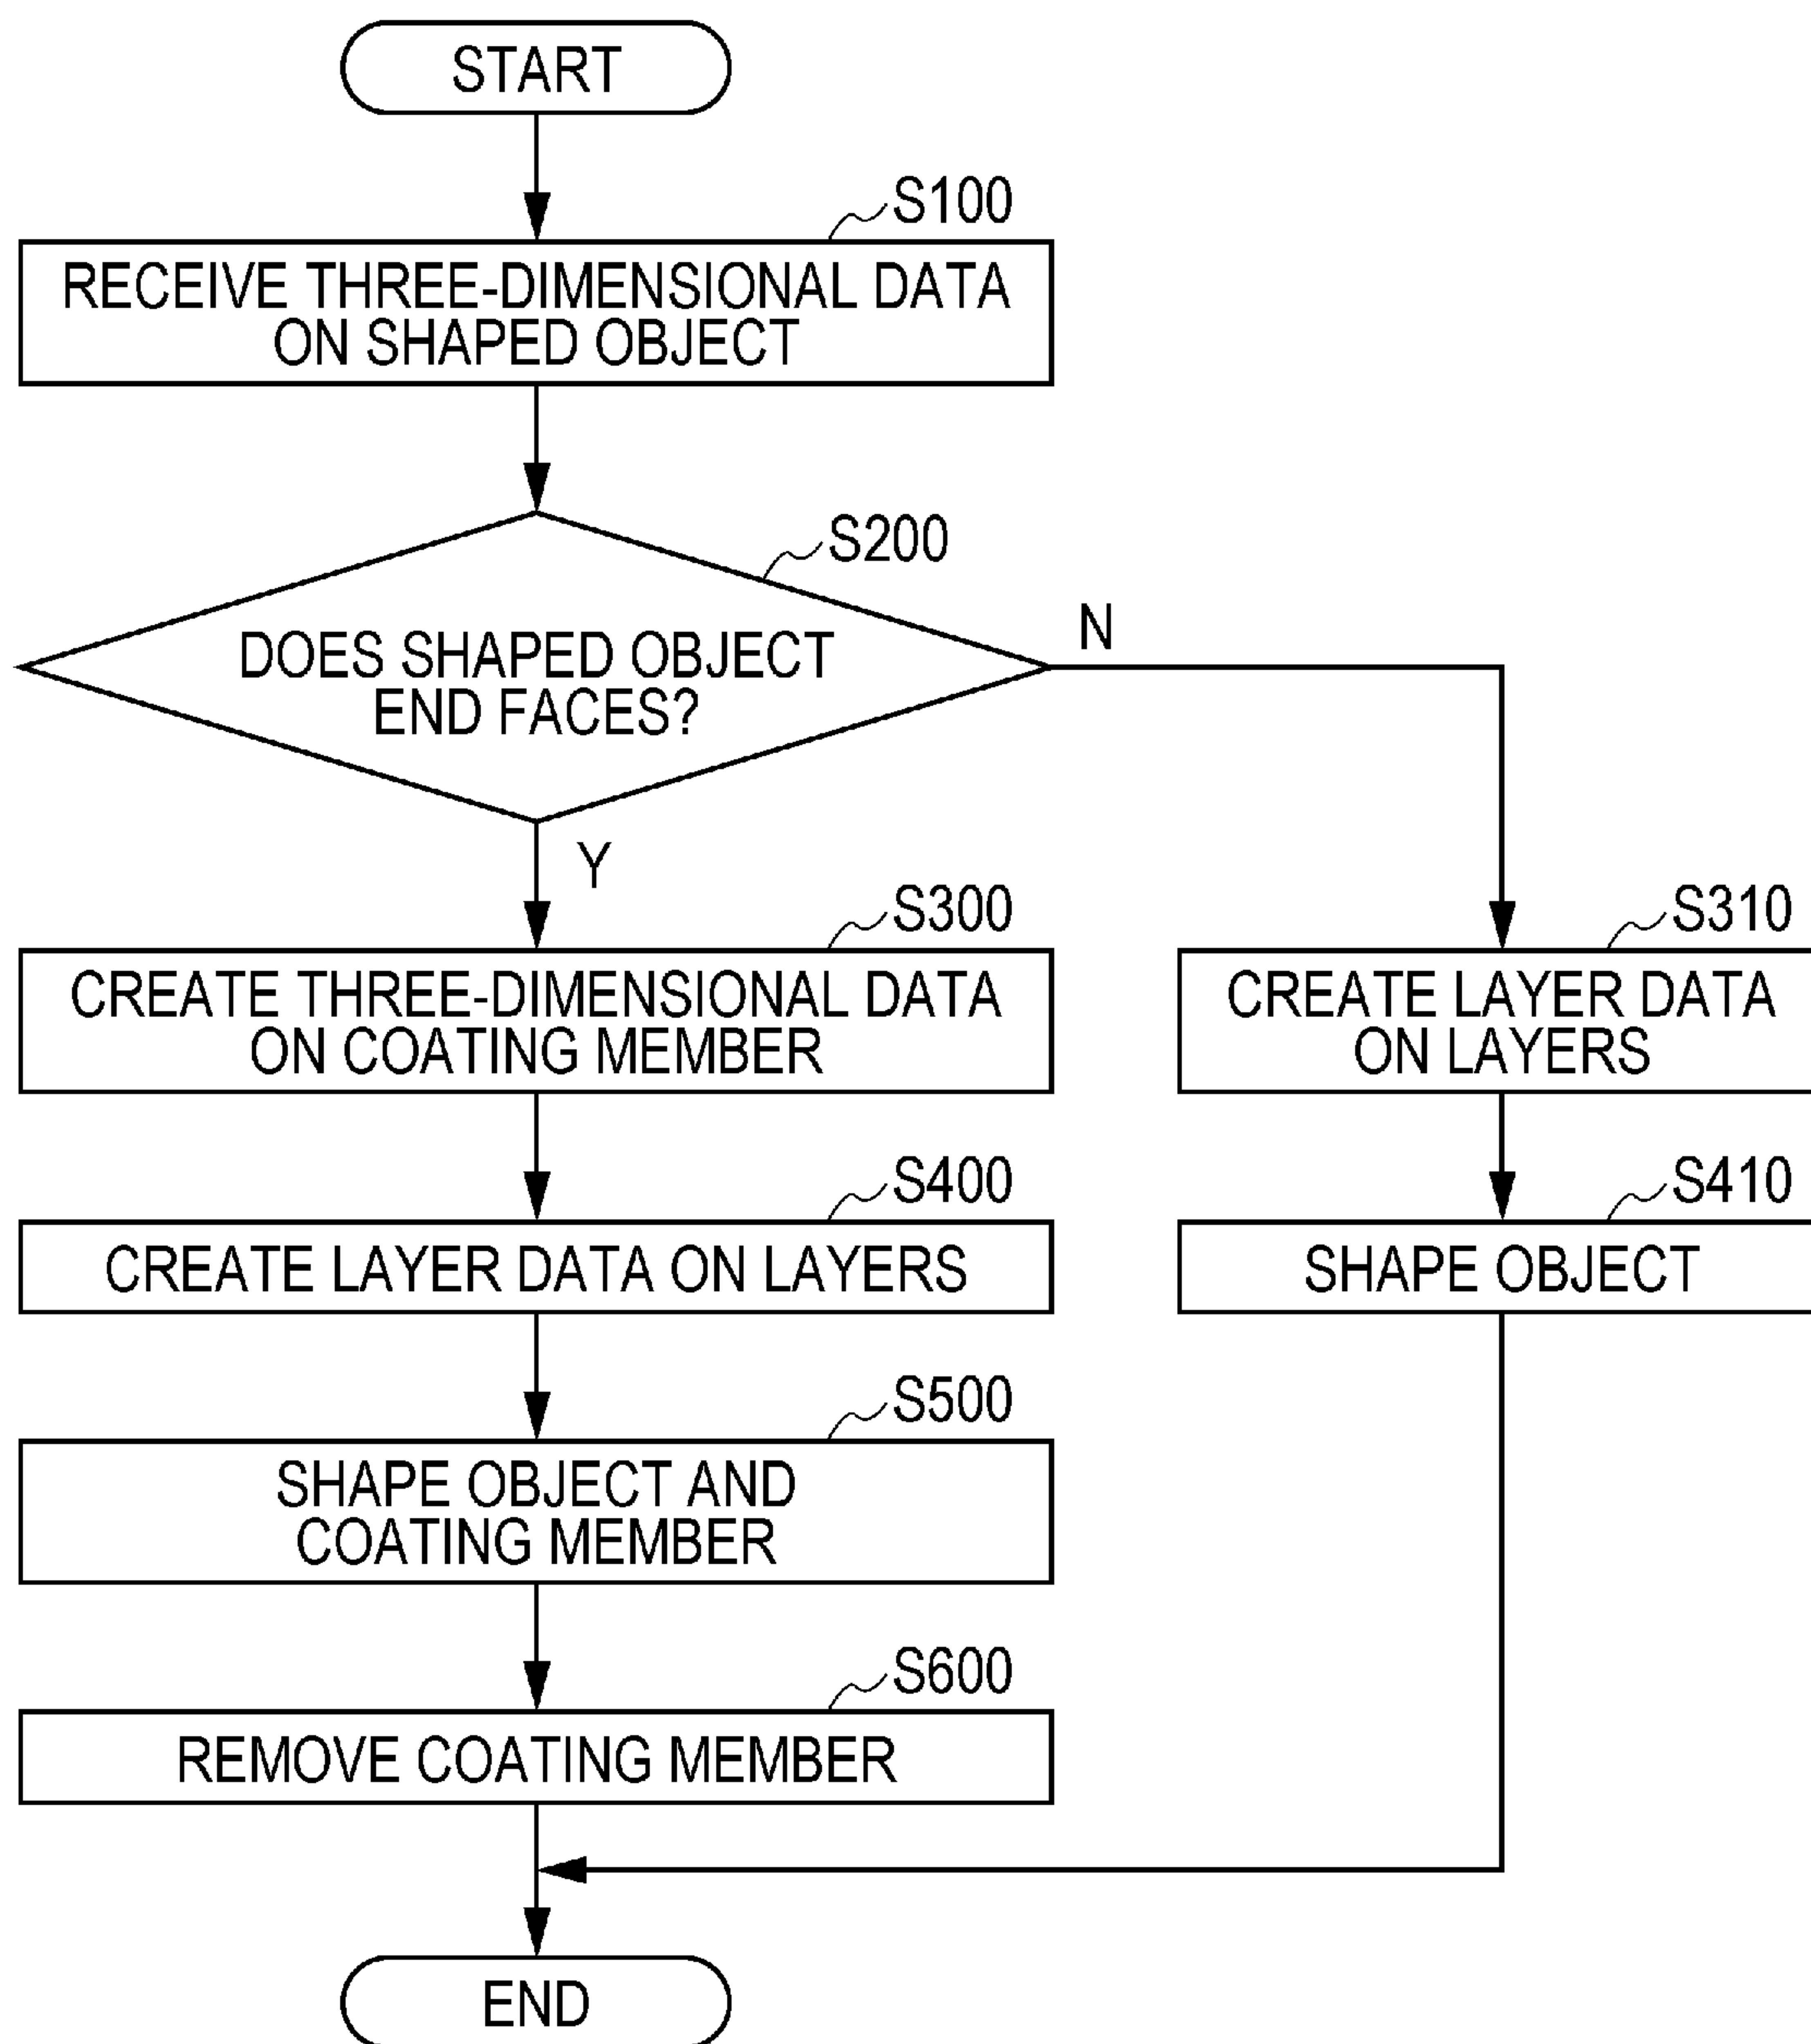 START
S100
RECEIVE THREE-DIMENSIONAL DATA
ON SHAPED OBJECT
S200
DOES SHAPED OBJECT
END FACES?
N
Y
S300
CREATE THREE-DIMENSIONAL DATA
ON COATING MEMBER
S310
CREATE LAYER DATA
ON LAYERS
S400
CREATE LAYER DATA ON LAYERS
S410
SHAPE OBJECT
S500
SHAPE OBJECT AND
COATING MEMBER
S600
REMOVE COATING MEMBER
END